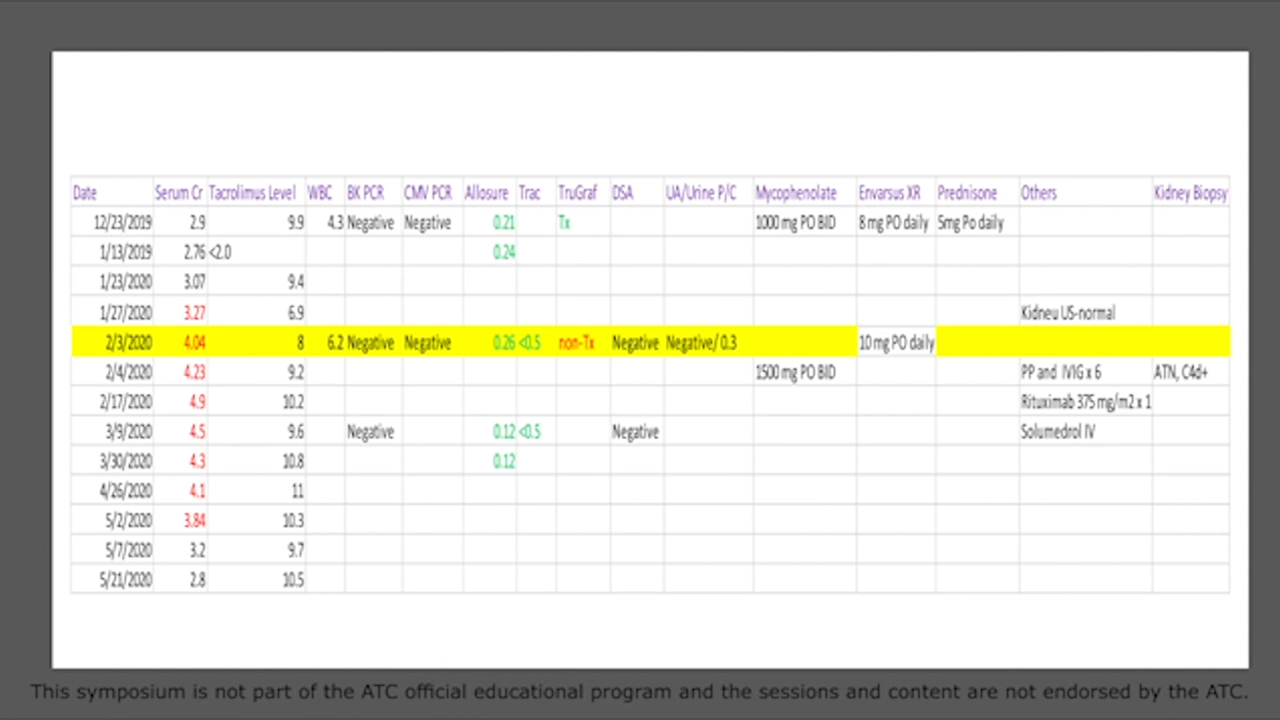 Date Serum Cr Tacrolimus Level WBC BK PCR CMV PCR Allosure Trac TruGraf DSA UA/Urine P/C Mycophenolate Envarsus XR Prednisone Others Kidney Biopsy
12/23/2019 2.9 9.9 4.3 Negative Negative 0.21 Tx 1000 mg PO BID 8 mg PO daily 5mg Po daily
1/13/2019 2.76 <2.0 0.24
1/23/2020 3.07 9.4
1/27/2020 3.27 6.9 Kidneu US-normal
2/3/2020 4.04 8 6.2 Negative Negative 0.26 <0.5 non-Tx Negative Negative/ 0.3 10 mg PO daily
2/4/2020 4.23 9.2 1500 mg PO BID PP and IVIG x 6 ATN, C4d+
2/17/2020 4.9 10.2 Rituximab 375 mg/m2 x 1
3/9/2020 4.5 9.6 Negative 0.12 <0.5 Negative Solumedrol IV
3/30/2020 4.3 10.8 0.12
4/26/2020 4.1 11
5/2/2020 3.84 10.3
5/7/2020 3.2 9.7
5/21/2020 2.8 10.5
This symposium is not part of the ATC official educational program and the sessions and content are not endorsed by the ATC.